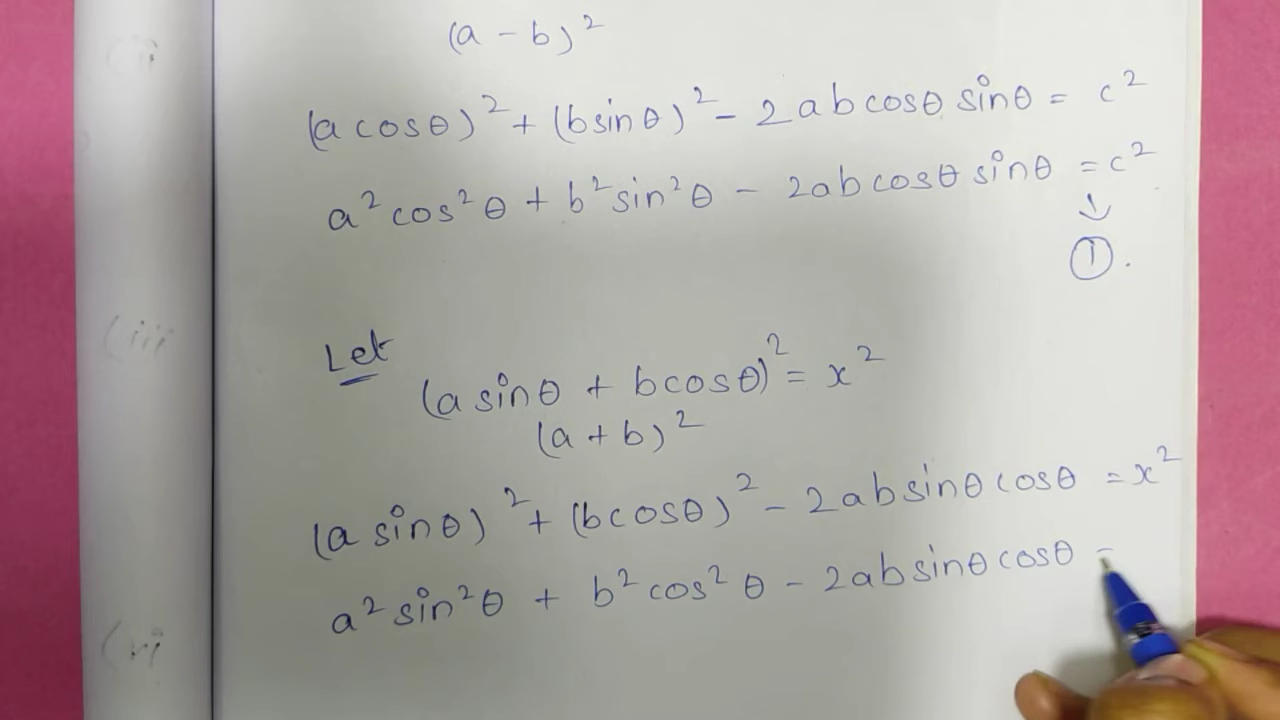 (a - b)²
(a cosθ)² + (b sinθ)² - 2ab cosθ sinθ = c²
a² cos²θ + b² sin²θ - 2ab cosθ sinθ = c²
↓
①.
Let
(a sinθ + b cosθ)² = x²
(a + b)²
(a sinθ)² + (b cosθ)² - 2ab sinθ cosθ = x²
a² sin²θ + b² cos²θ - 2ab sinθ cosθ =
(iii